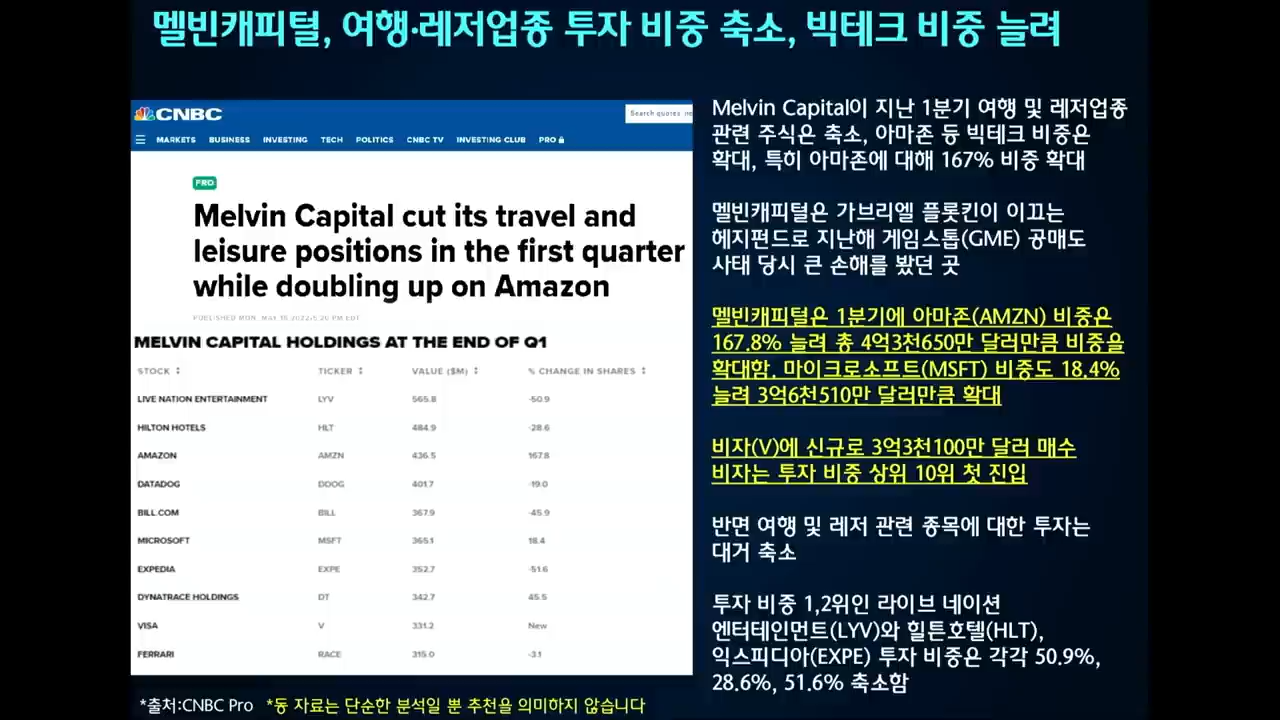 멜빈캐피털, 여행·레저업종 투자 비중 축소, 빅테크 비중 늘려
CNBC
Search quotes, ne
MARKETS BUSINESS INVESTING TECH POLITICS CNBC TV INVESTING CLUB PRO
PRO
Melvin Capital cut its travel and
leisure positions in the first quarter
while doubling up on Amazon
PUBLISHED MON, MAY 16 2022 5:20 PM EDT
MELVIN CAPITAL HOLDINGS AT THE END OF Q1
STOCK TICKER VALUE ($M) % CHANGE IN SHARES
LIVE NATION ENTERTAINMENT LYV 565.8 -50.9
HILTON HOTELS HLT 484.9 -28.6
AMAZON AMZN 436.5 167.8
DATADOG DDOG 401.7 -19.0
BILL.COM BILL 367.9 -45.9
MICROSOFT MSFT 365.1 18.4
EXPEDIA EXPE 352.7 -51.6
DYNATRACE HOLDINGS DT 342.7 45.5
VISA V 331.2 New
FERRARI RACE 315.0 -3.1
Melvin Capital이 지난 1분기 여행 및 레저업종
관련 주식은 축소, 아마존 등 빅테크 비중은
확대, 특히 아마존에 대해 167% 비중 확대
멜빈캐피털은 가브리엘 플롯킨이 이끄는
헤지펀드로 지난해 게임스톱(GME) 공매도
사태 당시 큰 손해를 봤던 곳
멜빈캐피털은 1분기에 아마존(AMZN) 비중은
167.8% 늘려 총 4억3천650만 달러만큼 비중을
확대함. 마이크로소프트(MSFT) 비중도 18.4%
늘려 3억6천510만 달러만큼 확대
비자(V)에 신규로 3억3천100만 달러 매수
비자는 투자 비중 상위 10위 첫 진입
반면 여행 및 레저 관련 종목에 대한 투자는
대거 축소
투자 비중 1,2위인 라이브 네이션
엔터테인먼트(LYV)와 힐튼호텔(HLT),
익스피디아(EXPE) 투자 비중은 각각 50.9%,
28.6%, 51.6% 축소함
*출처:CNBC Pro *동 자료는 단순한 분석일 뿐 추천을 의미하지 않습니다